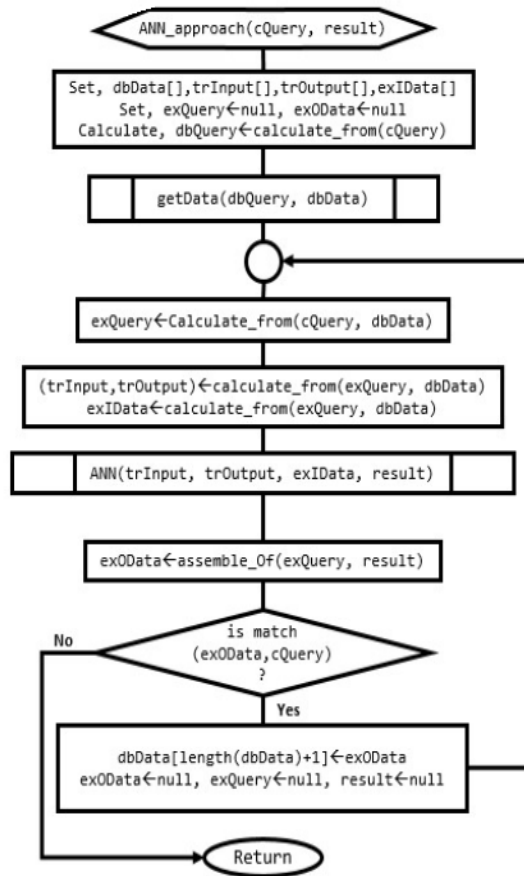 ANN_approach(cQuery, result)
Set, dbData[],trInput[],trOutput[],exIData[]
Set, exQuery←null, exOData←null
Calculate, dbQuery←calculate_from(cQuery)
getData(dbQuery, dbData)
exQuery←Calculate_from(cQuery, dbData)
(trInput,trOutput)←calculate_from(exQuery, dbData)
exIData←calculate_from(exQuery, dbData)
ANN(trInput, trOutput, exIData, result)
exOData←assemble_Of(exQuery, result)
No
is match
(exOData,cQuery)
?
Yes
dbData[length(dbData)+1]←exOData
exOData←null, exQuery←null, result←null
Return